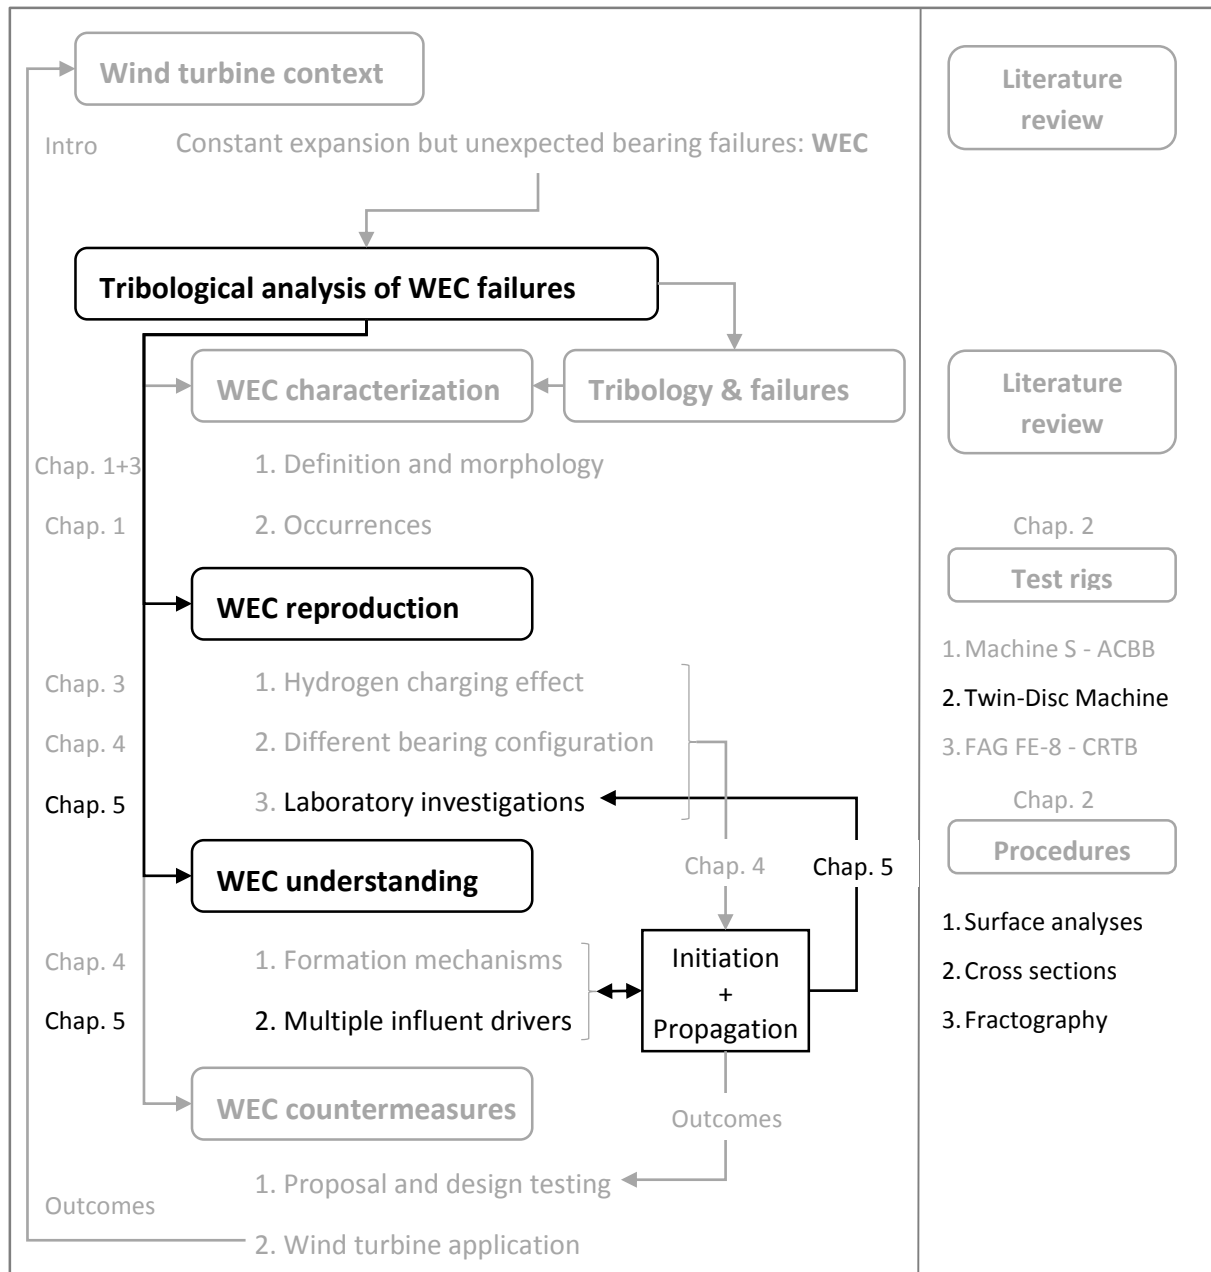 Wind turbine context
Intro
Constant expansion but unexpected bearing failures: WEC
Tribological analysis of WEC failures
WEC characterization
Tribology & failures
Chap. 1+3
1. Definition and morphology
Chap. 1
2. Occurrences
WEC reproduction
Chap. 3
1. Hydrogen charging effect
Chap. 4
2. Different bearing configuration
Chap. 5
3. Laboratory investigations
Chap. 4
Chap. 5
WEC understanding
Chap. 4
1. Formation mechanisms
Chap. 5
2. Multiple influent drivers
Initiation
+
Propagation
WEC countermeasures
Outcomes
1. Proposal and design testing
Outcomes
2. Wind turbine application
Literature
review
Literature
review
Chap. 2
Test rigs
1. Machine S - ACBB
2. Twin-Disc Machine
3. FAG FE-8 - CRTB
Chap. 2
Procedures
1. Surface analyses
2. Cross sections
3. Fractography